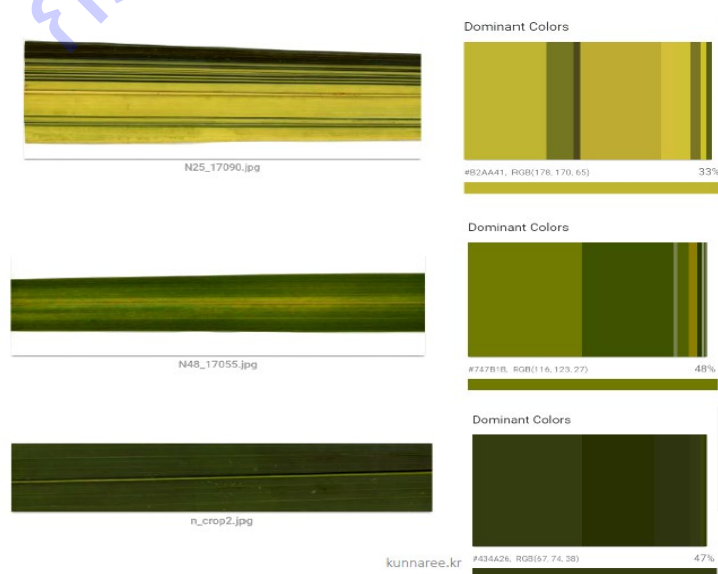 Dominant Colors
N25_17090.jpg
#B2AA41, RGB(178, 170, 65) 33%
Dominant Colors
N48_17055.jpg
#747B1B, RGB(116, 123, 27) 48%
Dominant Colors
n_crop2.jpg
#434A26, RGB(67, 74, 38) 47%
kunnaree.kr